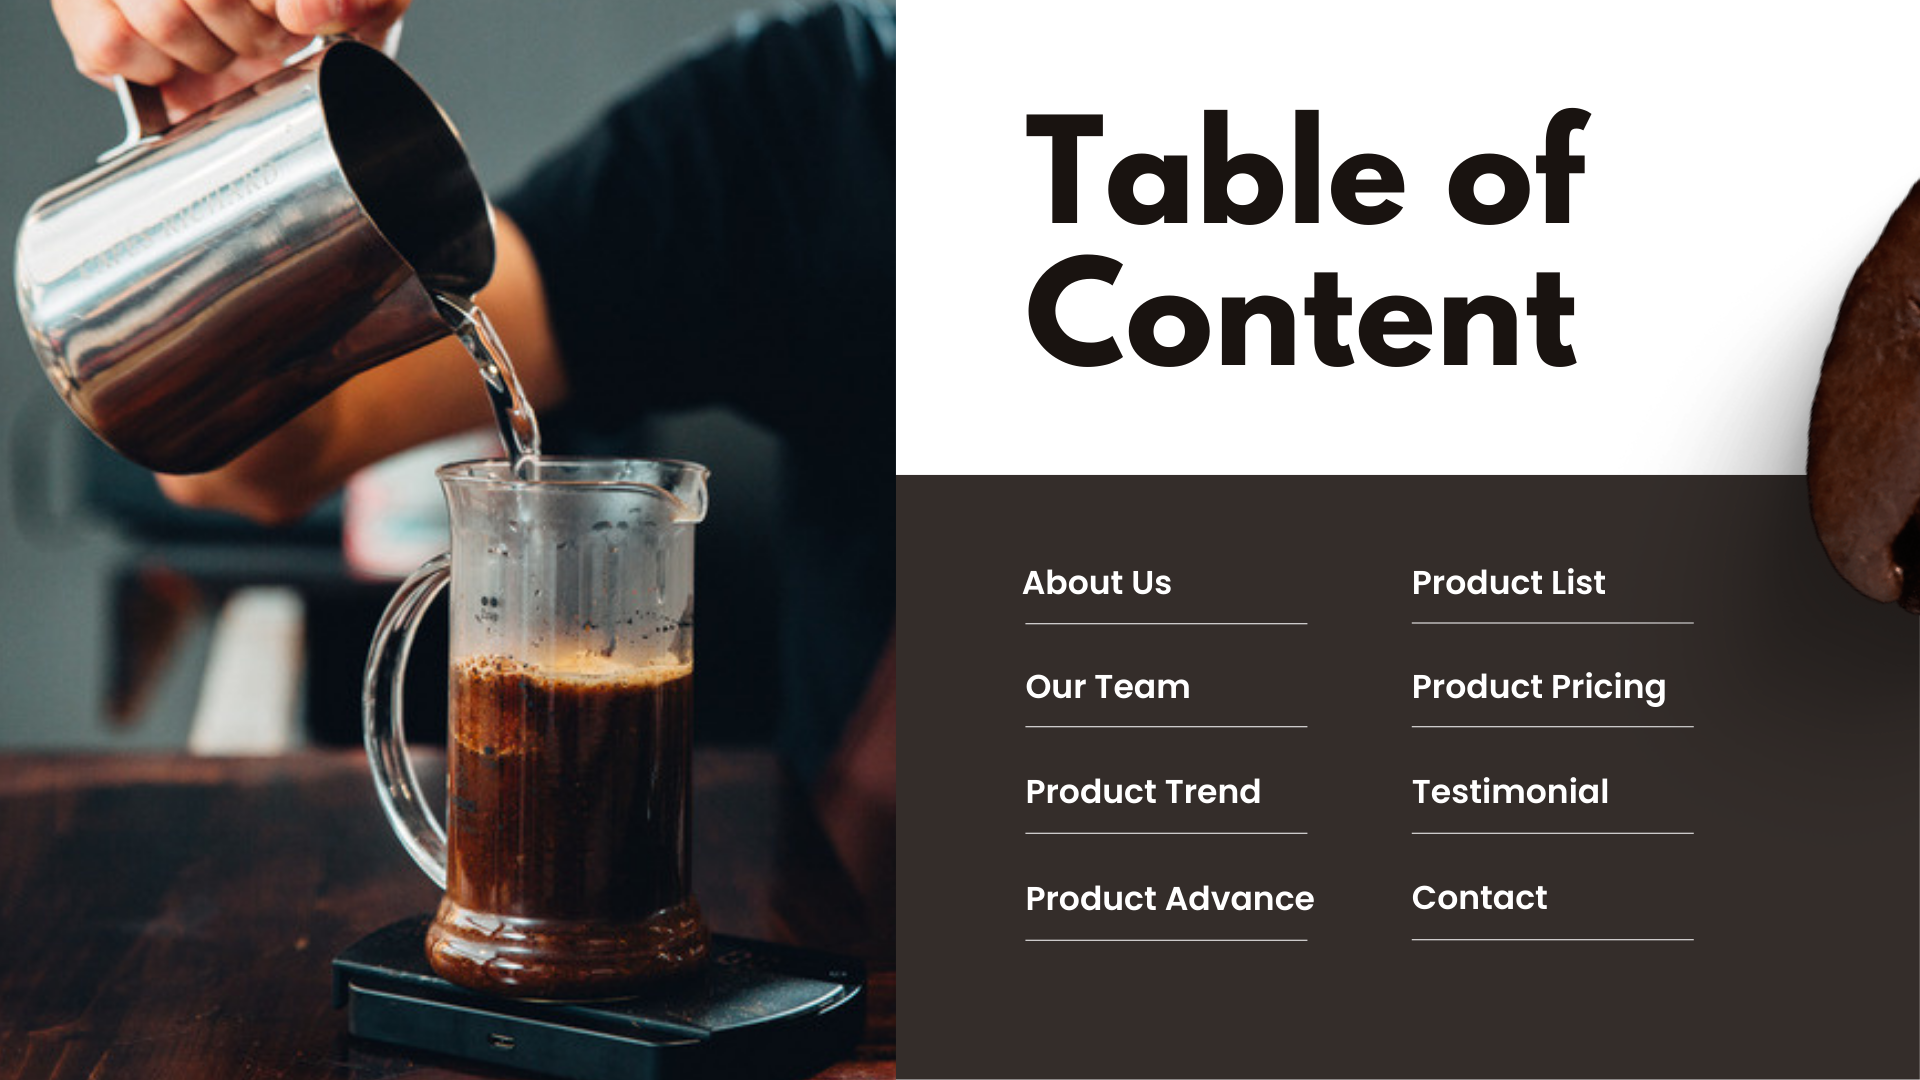 Table of
Content
About Us
Our Team
Product Trend
Product Advance
Product List
Product Pricing
Testimonial
Contact